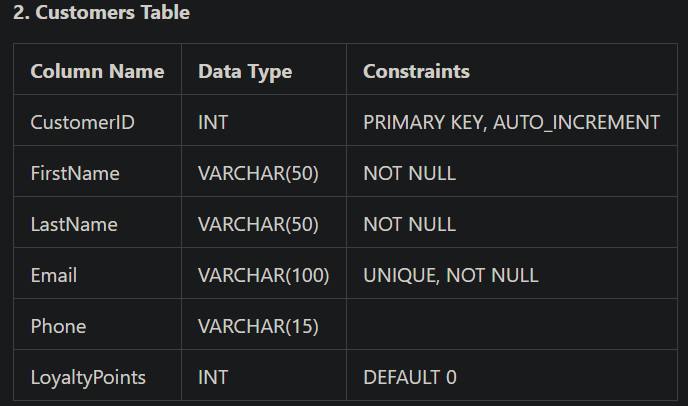 2. Customers Table
Column Name Data Type Constraints
CustomerID INT PRIMARY KEY, AUTO_INCREMENT
FirstName VARCHAR(50) NOT NULL
LastName VARCHAR(50) NOT NULL
Email VARCHAR(100) UNIQUE, NOT NULL
Phone VARCHAR(15)
LoyaltyPoints INT DEFAULT 0